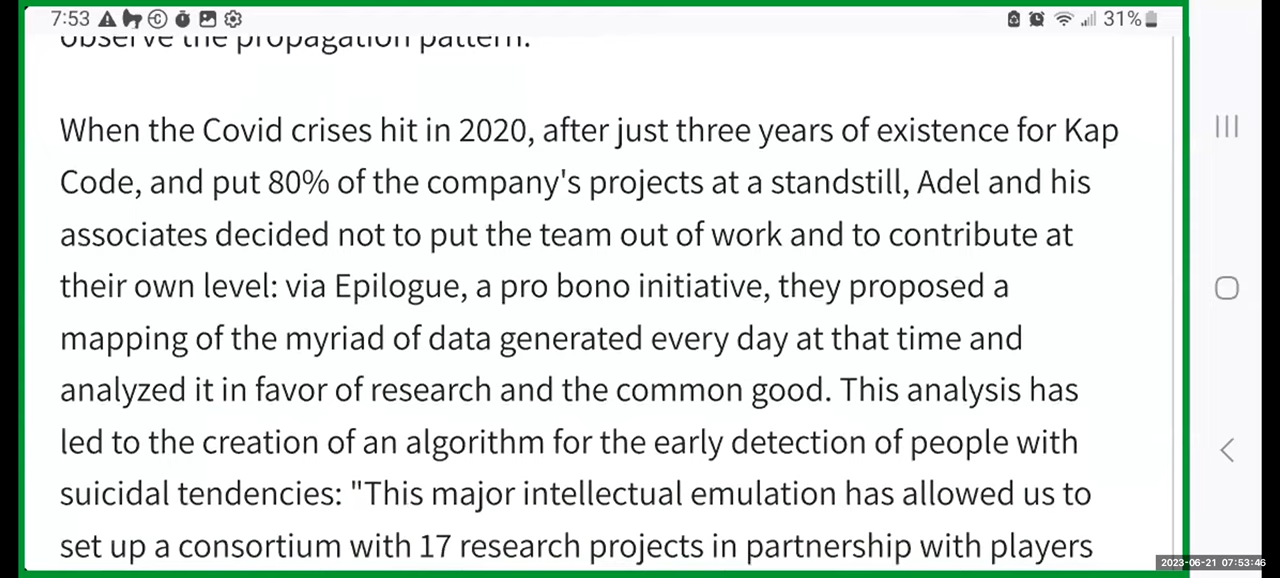 7:53
31%
observe the propagation pattern.
When the Covid crises hit in 2020, after just three years of existence for Kap
Code, and put 80% of the company's projects at a standstill, Adel and his
associates decided not to put the team out of work and to contribute at
their own level: via Epilogue, a pro bono initiative, they proposed a
mapping of the myriad of data generated every day at that time and
analyzed it in favor of research and the common good. This analysis has
led to the creation of an algorithm for the early detection of people with
suicidal tendencies: "This major intellectual emulation has allowed us to
set up a consortium with 17 research projects in partnership with players
2023-06-21 07:53:46